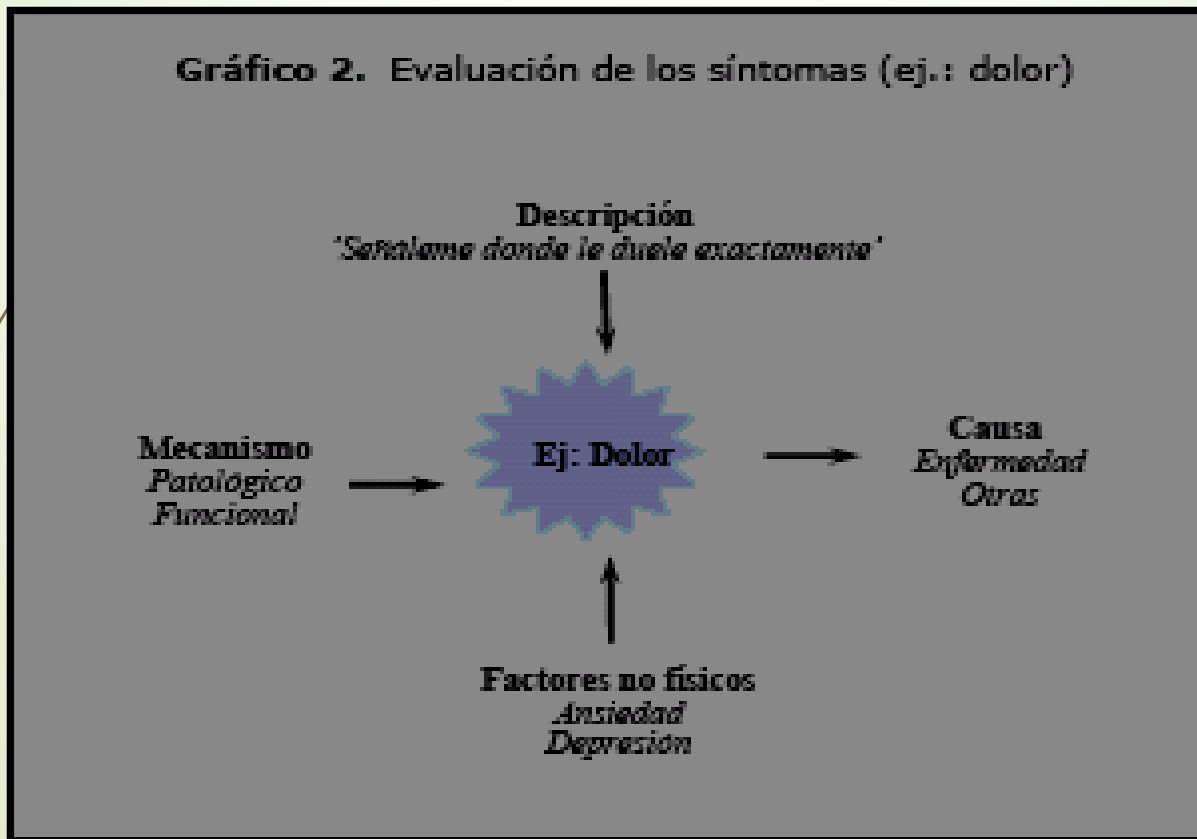 Gráfico 2. Evaluación de los síntomas (ej.: dolor)
Descripción
'Señáleme donde le duele exactamente'
Mecanismo
Patológico
Funcional
Ej: Dolor
Causa
Enfermedad
Otras
Factores no físicos
Ansiedad
Depresión